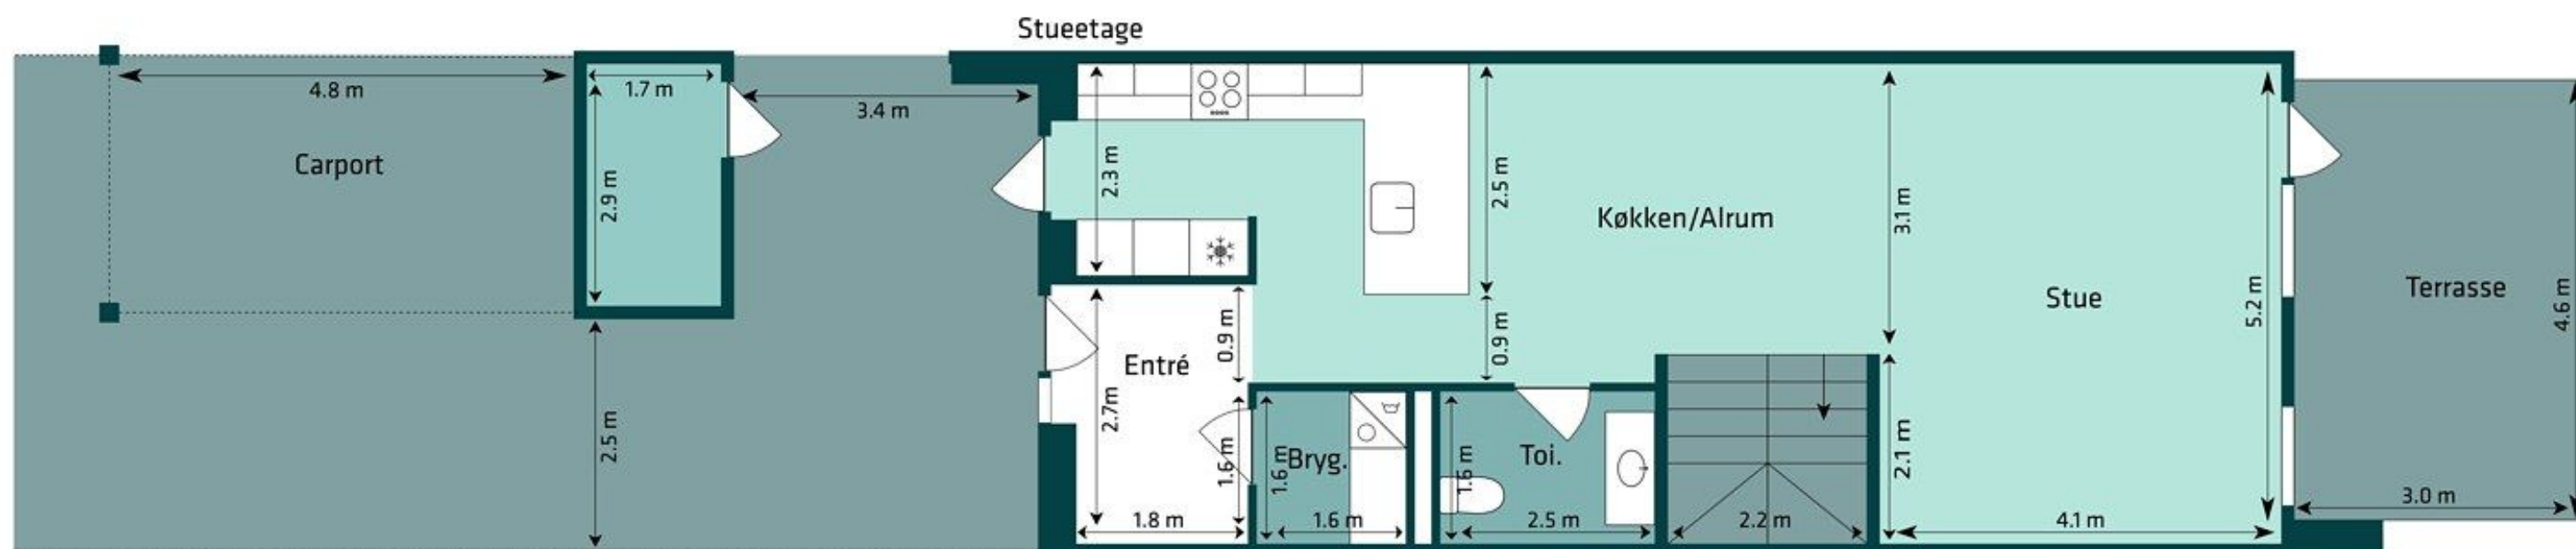 Stueetage
4.8 m
1.7 m
3.4 m
Carport
2.9 m
2.5 m
2.3 m
2.5 m
Køkken/Alrum
3.1 m
Stue
5.2 m
Terrasse
4.6 m
0.9 m
0.9 m
Entré
2.7m
1.6 m
1.6 m
Bryg.
1.6 m
Toi.
2.1 m
1.8 m
1.6 m
2.5 m
2.2 m
4.1 m
3.0 m